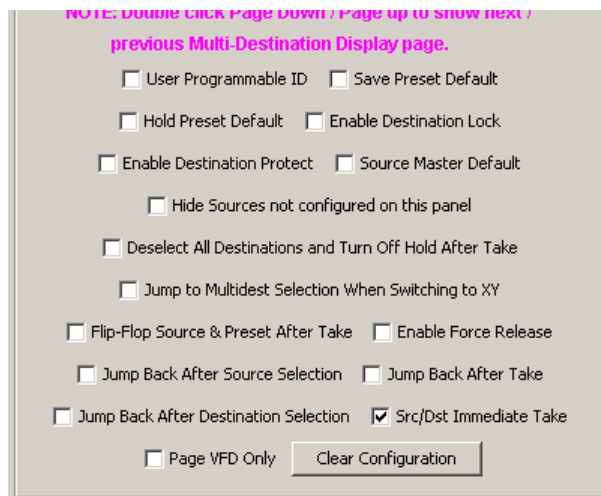 NOTE: Double click Page Down / Page up to show next /
previous Multi-Destination Display page.
User Programmable ID Save Preset Default
Hold Preset Default Enable Destination Lock
Enable Destination Protect Source Master Default
Hide Sources not configured on this panel
Deselect All Destinations and Turn Off Hold After Take
Jump to Multidest Selection When Switching to XY
Flip-Flop Source & Preset After Take Enable Force Release
Jump Back After Source Selection Jump Back After Take
Jump Back After Destination Selection Src/Dst Immediate Take
Page VFD Only Clear Configuration